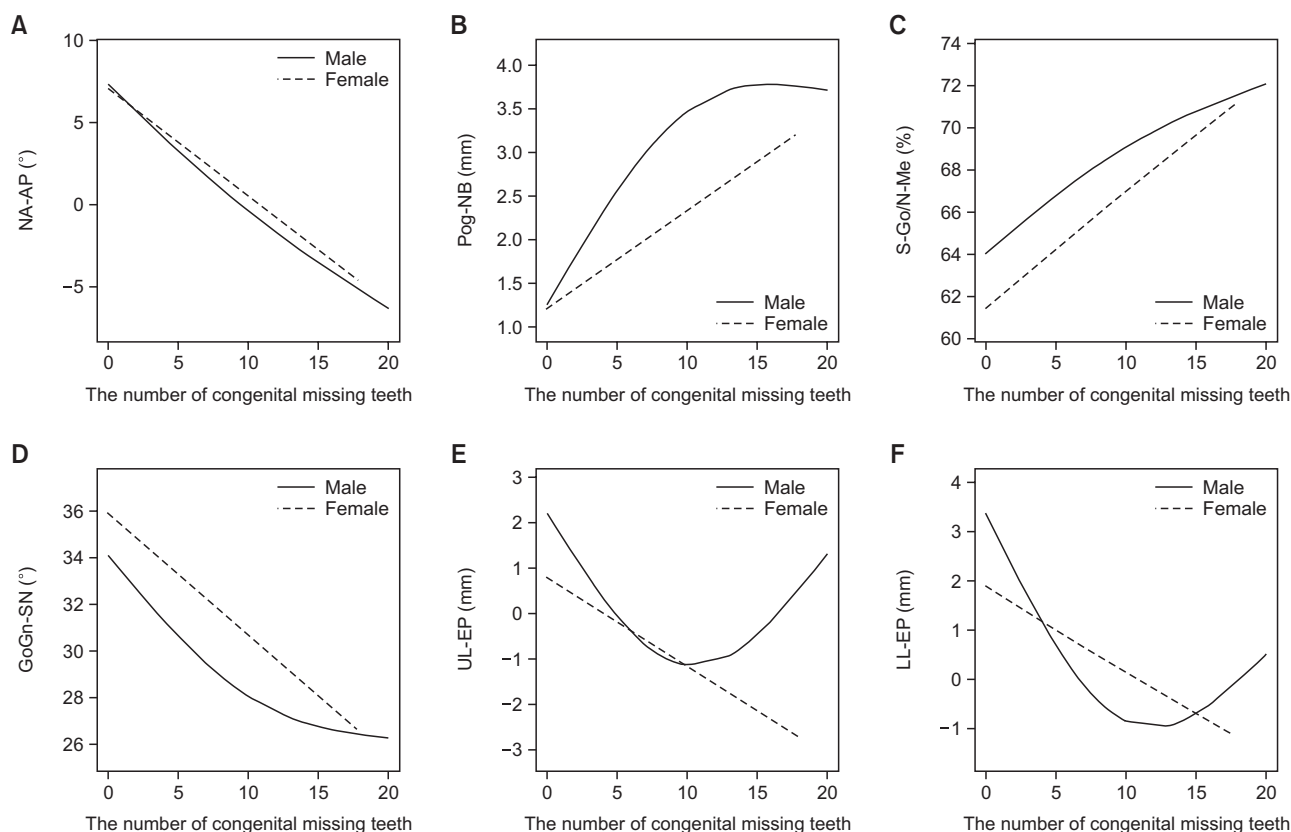 A
10
5
0
−5
NA-AP (°)
Male
Female
0 5 10 15 20
The number of congenital missing teeth
B
4.0
3.5
3.0
2.5
2.0
1.5
1.0
Pog-NB (mm)
Male
Female
0 5 10 15 20
The number of congenital missing teeth
C
72
70
68
66
64
62
60
S-Go/N-Me (%)
Male
Female
0 5 10 15 20
The number of congenital missing teeth
D
36
34
32
30
28
26
GoGn-SN (°)
Male
Female
0 5 10 15 20
The number of congenital missing teeth
E
3
2
1
0
−1
−2
−3
UL-EP (mm)
Male
Female
0 5 10 15 20
The number of congenital missing teeth
F
4
3
2
1
0
−1
LL-EP (mm)
Male
Female
0 5 10 15 20
The number of congenital missing teeth